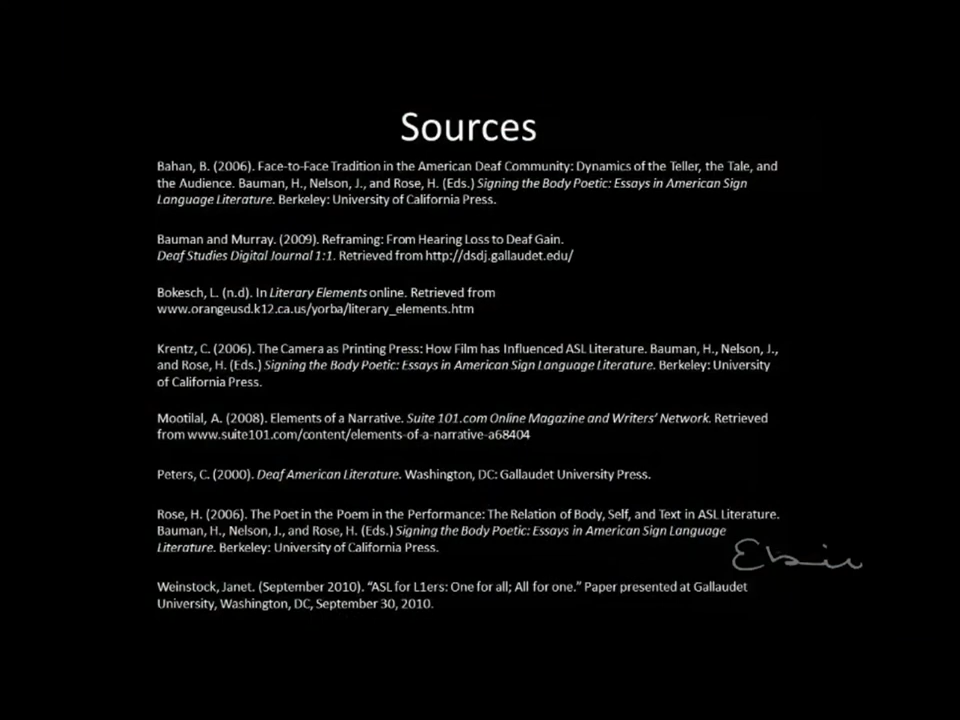 Sources
Bahan, B. (2006). Face-to-Face Tradition in the American Deaf Community: Dynamics of the Teller, the Tale, and
the Audience. Bauman, H., Nelson, J., and Rose, H. (Eds.) Signing the Body Poetic: Essays in American Sign
Language Literature. Berkeley: University of California Press.
Bauman and Murray. (2009). Reframing: From Hearing Loss to Deaf Gain.
Deaf Studies Digital Journal 1:1. Retrieved from http://dsdj.gallaudet.edu/
Bokesch, L. (n.d). In Literary Elements online. Retrieved from
www.orangeusd.k12.ca.us/yorba/literary_elements.htm
Krentz, C. (2006). The Camera as Printing Press: How Film has Influenced ASL Literature. Bauman, H., Nelson, J.,
and Rose, H. (Eds.) Signing the Body Poetic: Essays in American Sign Language Literature. Berkeley: University
of California Press.
Mootilal, A. (2008). Elements of a Narrative. Suite 101.com Online Magazine and Writers' Network. Retrieved
from www.suite101.com/content/elements-of-a-narrative-a68404
Peters, C. (2000). Deaf American Literature. Washington, DC: Gallaudet University Press.
Rose, H. (2006). The Poet in the Poem in the Performance: The Relation of Body, Self, and Text in ASL Literature.
Bauman, H., Nelson, J., and Rose, H. (Eds.) Signing the Body Poetic: Essays in American Sign Language
Literature. Berkeley: University of California Press.
Weinstock, Janet. (September 2010). "ASL for L1ers: One for all; All for one." Paper presented at Gallaudet
University, Washington, DC, September 30, 2010.